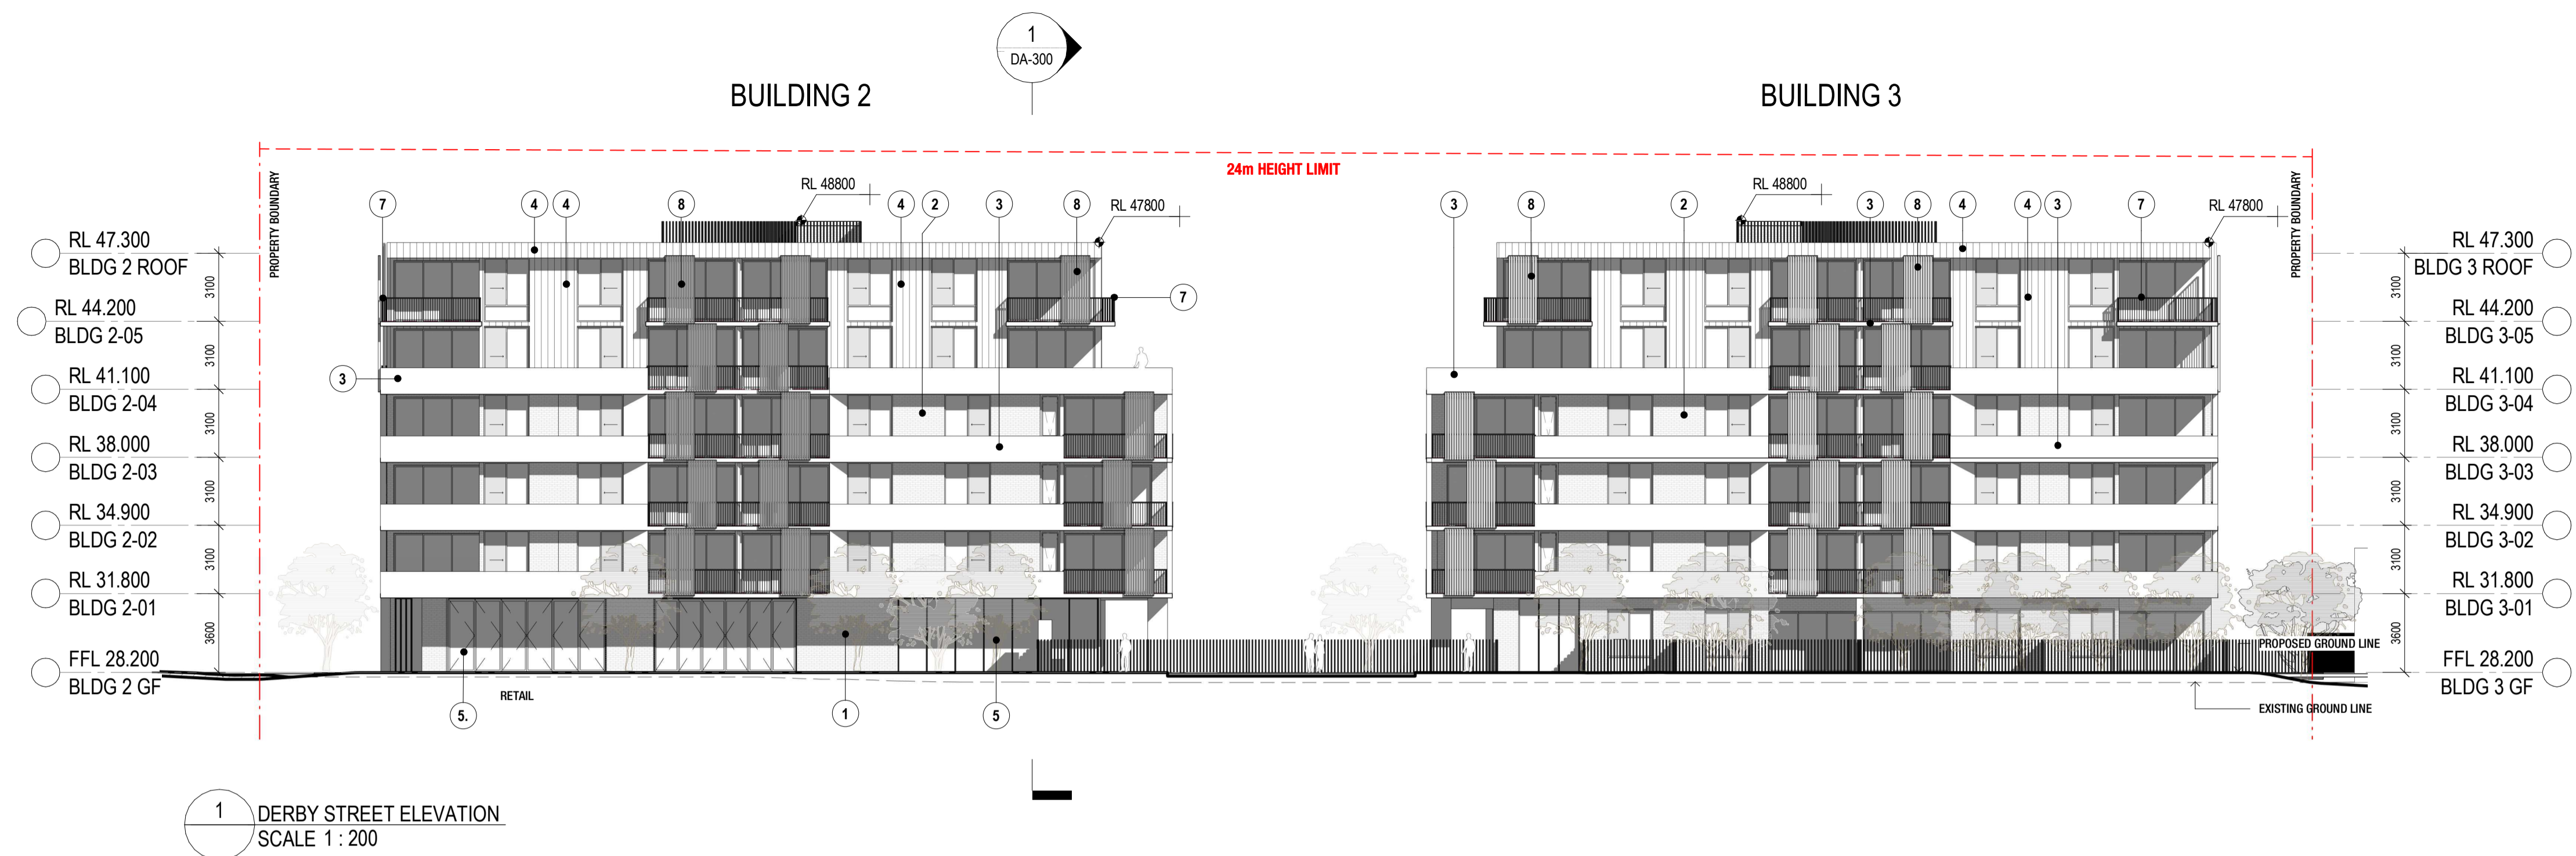 1
DA-300
BUILDING 2
BUILDING 3
24m HEIGHT LIMIT
PROPERTY BOUNDARY
PROPERTY BOUNDARY
RL 48800
RL 47800
RL 48800
RL 47800
7
4
4
8
4
2
3
8
7
3
3
8
2
3
8
4
4
3
7
RL 47.300
BLDG 2 ROOF
3100
RL 44.200
BLDG 2-05
3100
RL 41.100
BLDG 2-04
3100
RL 38.000
BLDG 2-03
3100
RL 34.900
BLDG 2-02
3100
RL 31.800
BLDG 2-01
3600
FFL 28.200
BLDG 2 GF
RL 47.300
BLDG 3 ROOF
3100
RL 44.200
BLDG 3-05
3100
RL 41.100
BLDG 3-04
3100
RL 38.000
BLDG 3-03
3100
RL 34.900
BLDG 3-02
3100
RL 31.800
BLDG 3-01
3600
FFL 28.200
BLDG 3 GF
PROPOSED GROUND LINE
EXISTING GROUND LINE
RETAIL
5.
1
5
1
DERBY STREET ELEVATION
SCALE 1 : 200